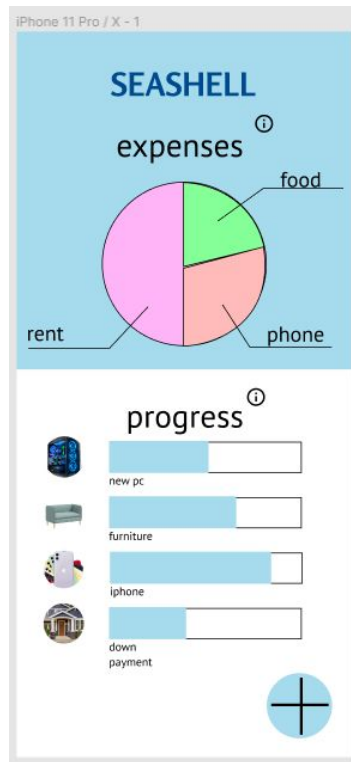 iPhone 11 Pro / X - 1
SEASHELL
expenses
food
rent
phone
progress
new pc
furniture
iphone
down
payment